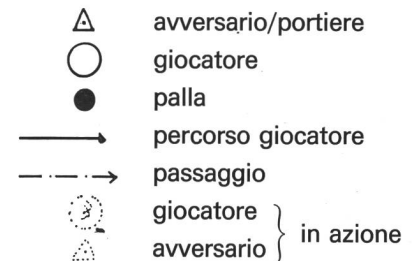 avversario/portiere
giocatore
palla
percorso giocatore
passaggio
giocatore
avversario
in azione